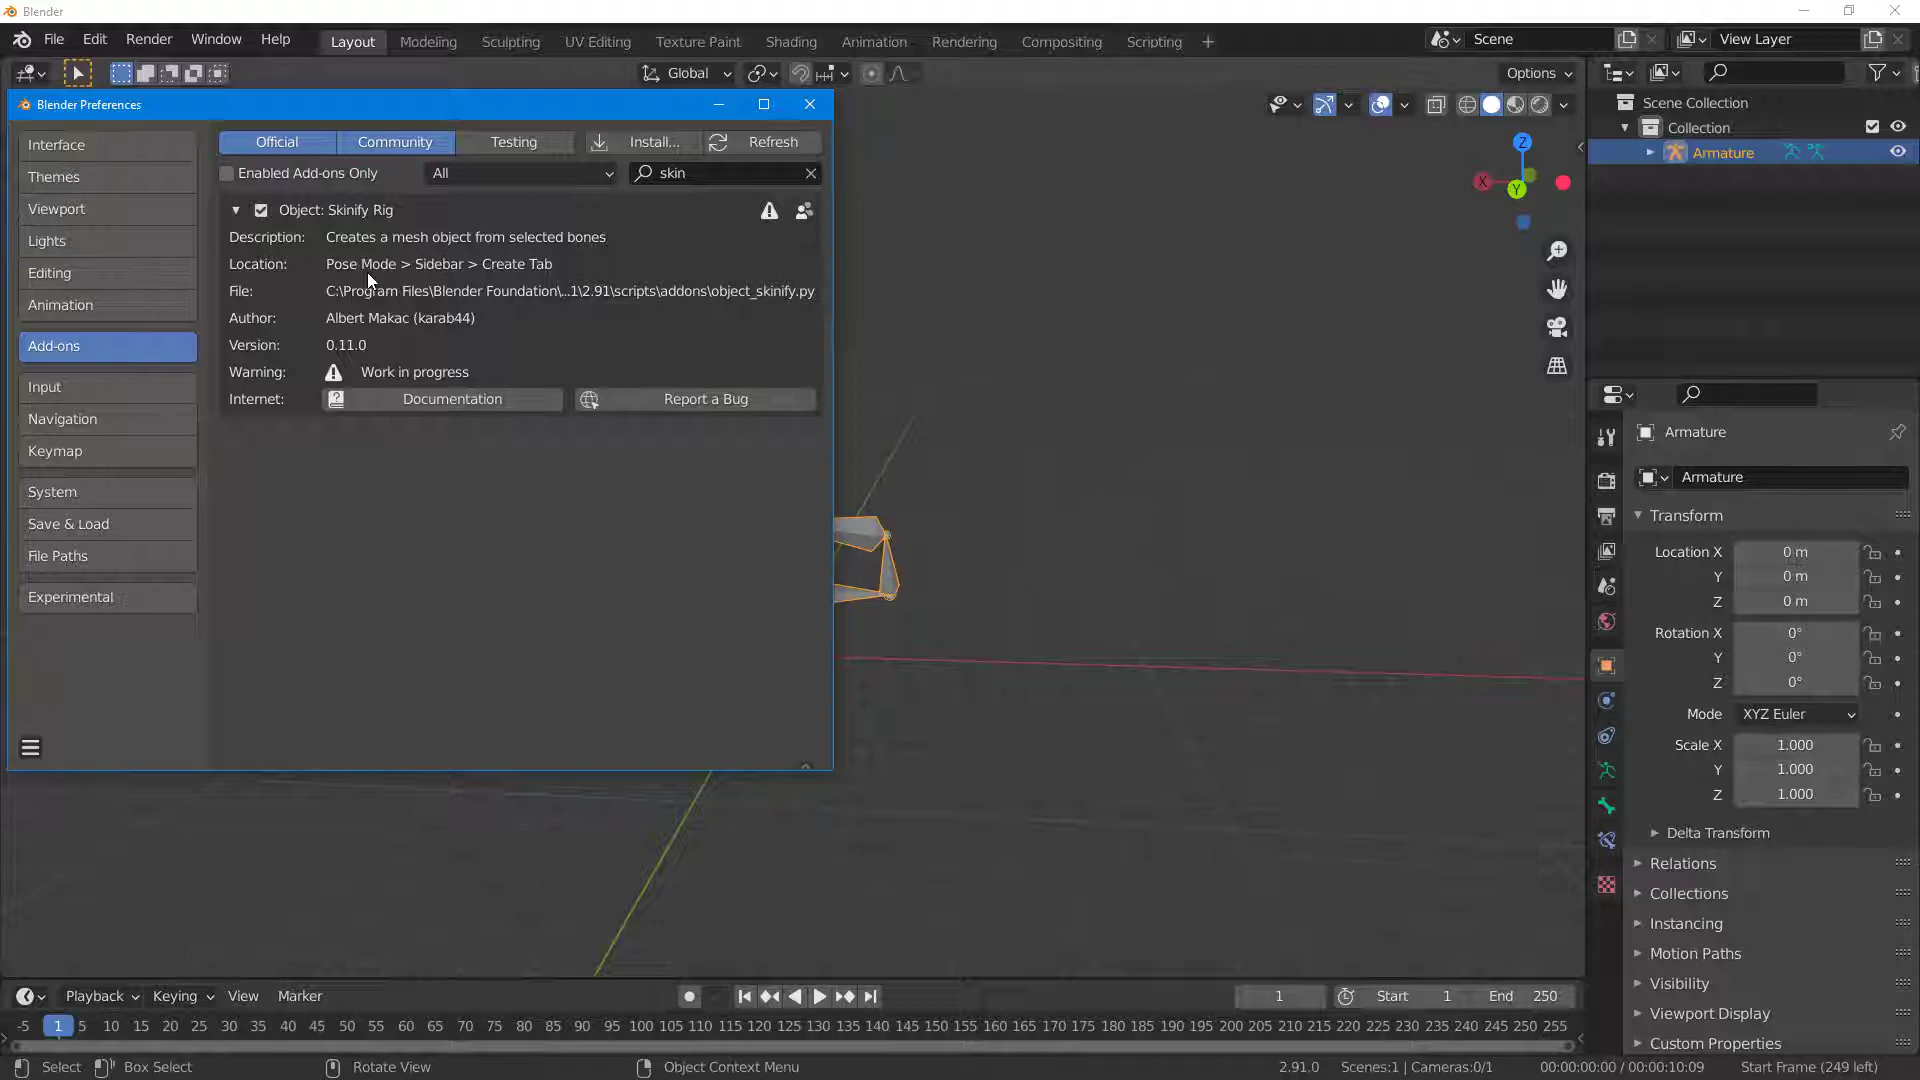 Blender
File Edit Render Window Help Layout Modeling Sculpting UV Editing Texture Paint Shading Animation Rendering Compositing Scripting + Scene View Layer
Global Options
Blender Preferences
Interface
Themes
Viewport
Lights
Editing
Animation
Add-ons
Input
Navigation
Keymap
System
Save & Load
File Paths
Experimental
Official Community Testing Install... Refresh
Enabled Add-ons Only All skin
Object: Skinify Rig
Description: Creates a mesh object from selected bones
Location: Pose Mode > Sidebar > Create Tab
File: C:\Program Files\Blender Foundation\..1\2.91\scripts\addons\object_skinify.py
Author: Albert Makac (karab44)
Version: 0.11.0
Warning: Work in progress
Internet: Documentation Report a Bug
Z
X
Y
Scene Collection
Collection
Armature
Armature
Armature
Transform
Location X 0 m
Y 0 m
Z 0 m
Rotation X 0°
Y 0°
Z 0°
Mode XYZ Euler
Scale X 1.000
Y 1.000
Z 1.000
Delta Transform
Relations
Collections
Instancing
Motion Paths
Visibility
Viewport Display
Custom Properties
Playback Keying View Marker 1 Start 1 End 250
-5 1 5 10 15 20 25 30 35 40 45 50 55 60 65 70 75 80 85 90 95 100 105 110 115 120 125 130 135 140 145 150 155 160 165 170 175 180 185 190 195 200 205 210 215 220 225 230 235 240 245 250 255
Select Box Select Rotate View Object Context Menu 2.91.0 Scenes:1 | Cameras:0/1 00:00:00:00 / 00:00:10:09 Start Frame (249 left)